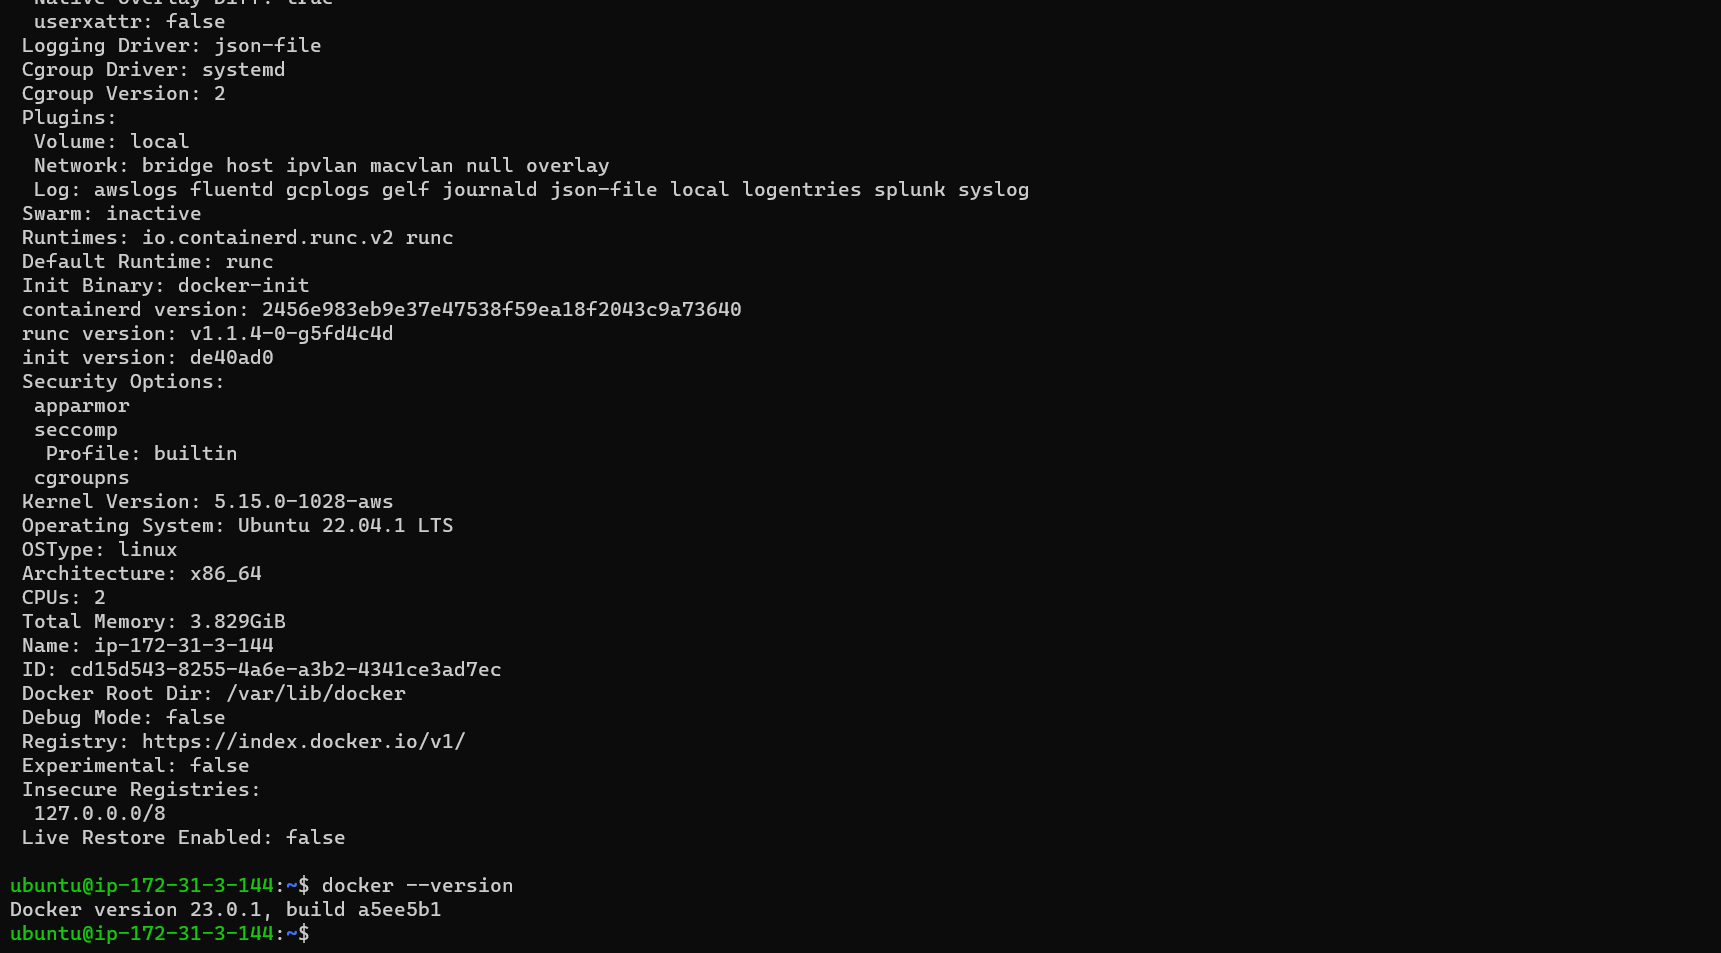 Native Overlay Diff: true
  userxattr: false
 Logging Driver: json-file
 Cgroup Driver: systemd
 Cgroup Version: 2
 Plugins:
  Volume: local
  Network: bridge host ipvlan macvlan null overlay
  Log: awslogs fluentd gcplogs gelf journald json-file local logentries splunk syslog
 Swarm: inactive
 Runtimes: io.containerd.runc.v2 runc
 Default Runtime: runc
 Init Binary: docker-init
 containerd version: 2456e983eb9e37e47538f59ea18f2043c9a73640
 runc version: v1.1.4-0-g5fd4c4d
 init version: de40ad0
 Security Options:
  apparmor
  seccomp
   Profile: builtin
  cgroupns
 Kernel Version: 5.15.0-1028-aws
 Operating System: Ubuntu 22.04.1 LTS
 OSType: linux
 Architecture: x86_64
 CPUs: 2
 Total Memory: 3.829GiB
 Name: ip-172-31-3-144
 ID: cd15d543-8255-4a6e-a3b2-4341ce3ad7ec
 Docker Root Dir: /var/lib/docker
 Debug Mode: false
 Registry: https://index.docker.io/v1/
 Experimental: false
 Insecure Registries:
  127.0.0.0/8
 Live Restore Enabled: false

ubuntu@ip-172-31-3-144:~$ docker --version
Docker version 23.0.1, build a5ee5b1
ubuntu@ip-172-31-3-144:~$